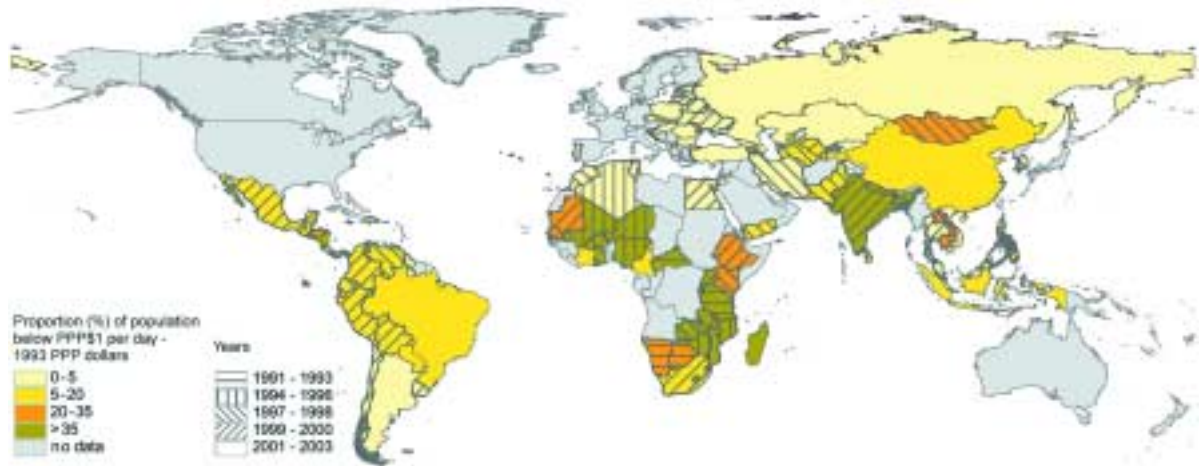 Proportion (%) of population
below PPP$1 per day -
1993 PPP dollars
0-5
5-20
20-35
>35
no data
Years
1991 - 1993
1994 - 1996
1997 - 1998
1999 - 2000
2001 - 2003